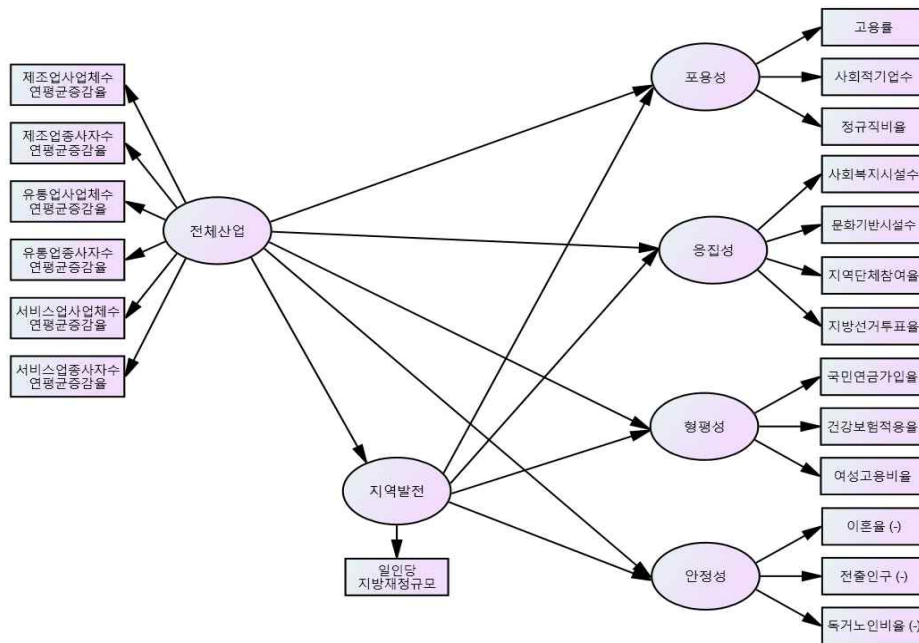 제조업사업체수
연평균증감율
제조업종사자수
연평균증감율
유통업사업체수
연평균증감율
유통업종사자수
연평균증감율
서비스업사업체수
연평균증감율
서비스업종사자수
연평균증감율
전체산업
지역발전
일인당
지방재정규모
포용성
응집성
형평성
안정성
고용률
사회적기업수
정규직비율
사회복지시설수
문화기반시설수
지역단체참여율
지방선거투표율
국민연금가입율
건강보험적용율
여성고용비율
이혼율 (-)
전출인구 (-)
독거노인비율 (-)